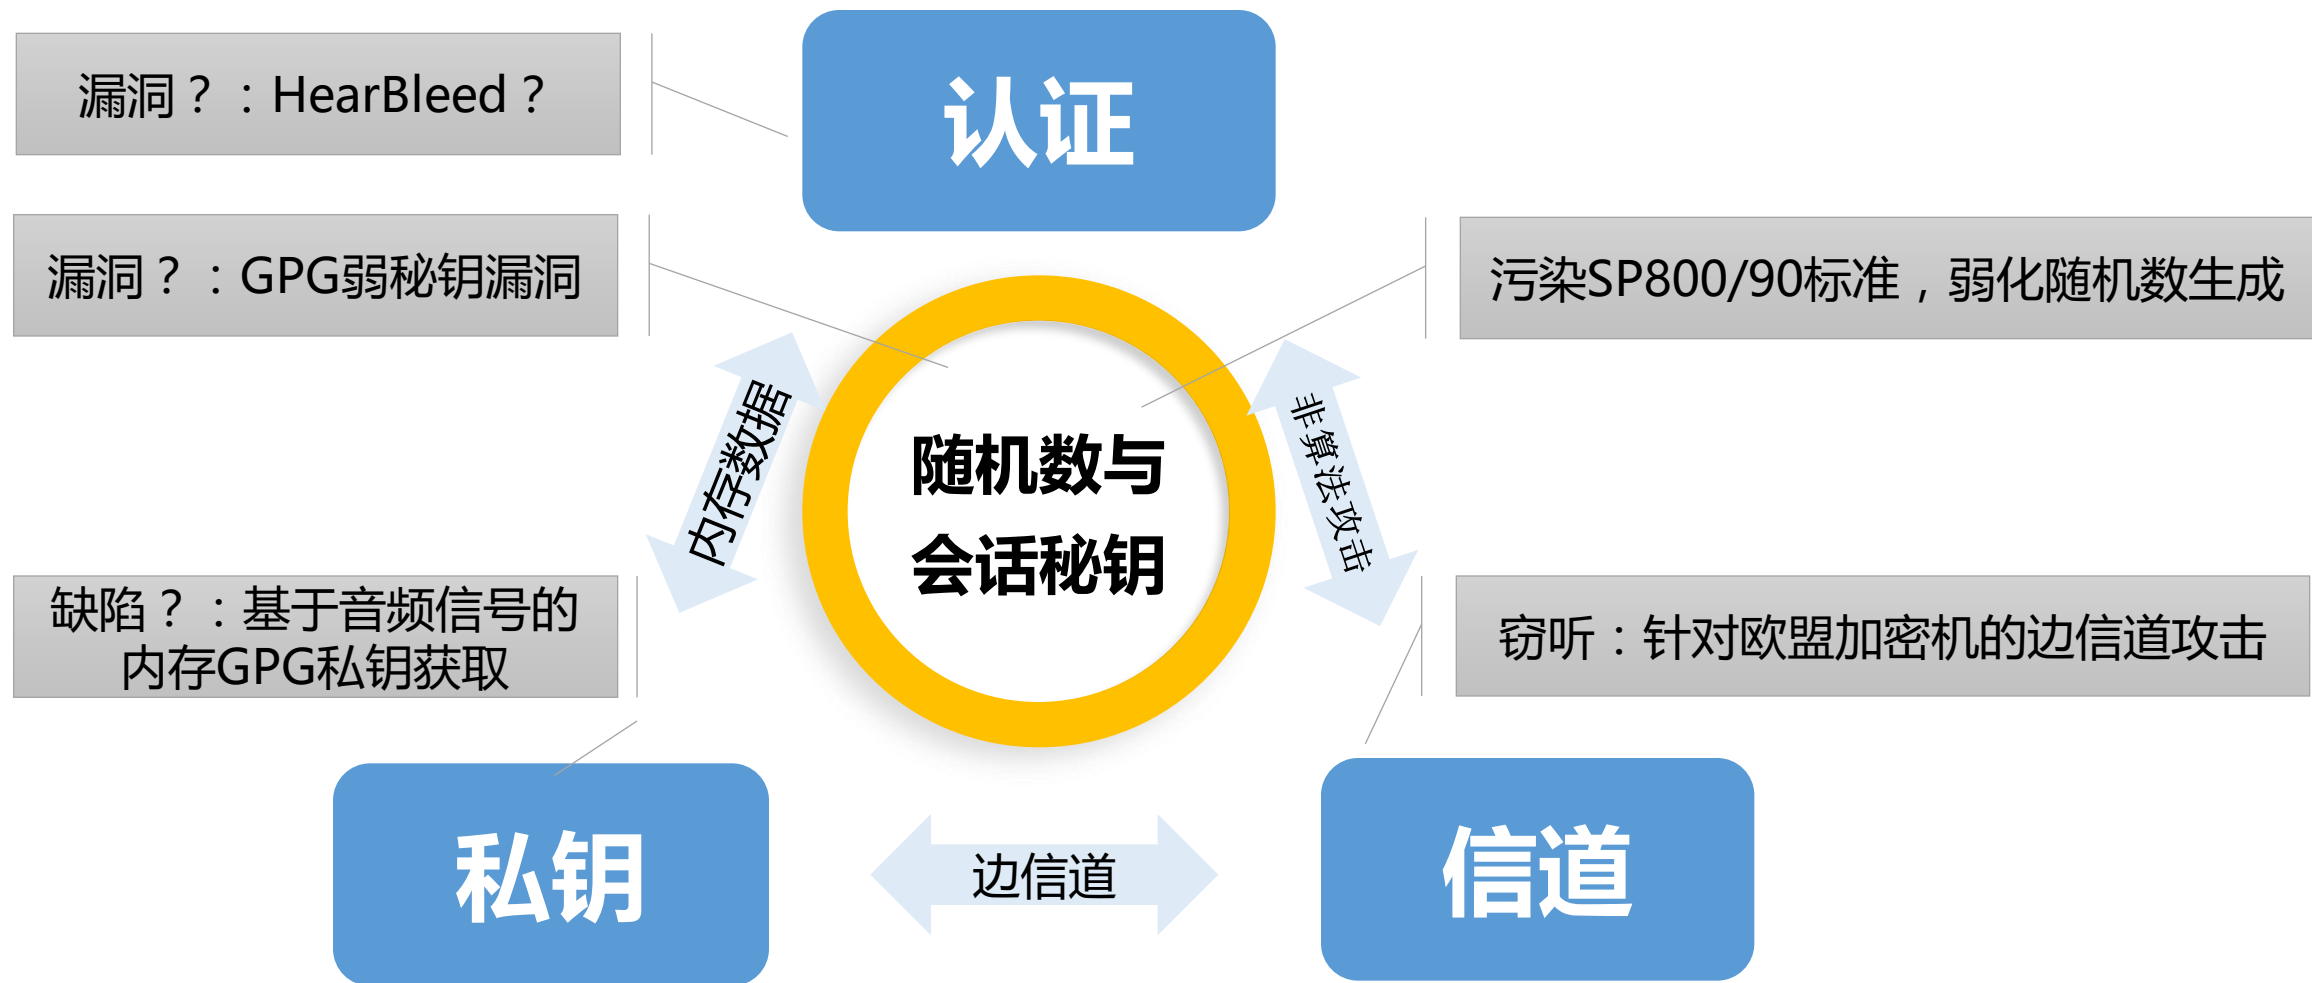 漏洞？：HearBleed？
认证
漏洞？：GPG弱秘钥漏洞
污染SP800/90标准，弱化随机数生成
内存数据
非算法攻击
随机数与
会话秘钥
缺陷？：基于音频信号的
内存GPG私钥获取
窃听：针对欧盟加密机的边信道攻击
私钥
边信道
信道